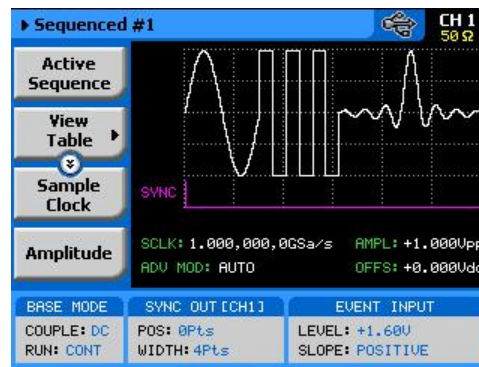 Sequenced #1
CH 1
50 Ω
Active
Sequence
View
Table
Sample
Clock
Amplitude
SYNC
SCLK: 1.000,000,0GSa/s
AMPL: +1.000Vpp
ADV MOD: AUTO
OFFS: +0.000Vdc
BASE MODE
COUPLE: DC
RUN: CONT
SYNC OUT [CH1]
POS: 0Pts
WIDTH: 4Pts
EVENT INPUT
LEVEL: +1.60V
SLOPE: POSITIVE